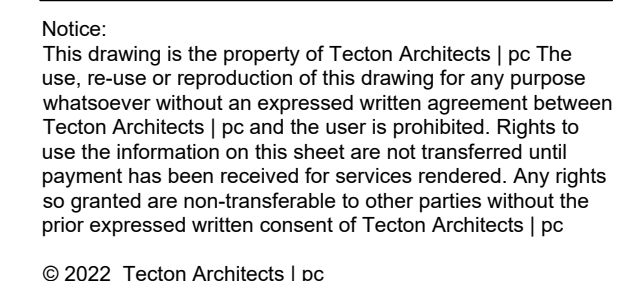 Notice:
This drawing is the property of Tecton Architects | pc The
use, re-use or reproduction of this drawing for any purpose
whatsoever without an expressed written agreement between
Tecton Architects | pc and the user is prohibited. Rights to
use the information on this sheet are not transferred until
payment has been received for services rendered. Any rights
so granted are non-transferable to other parties without the
prior expressed written consent of Tecton Architects | pc
© 2022 Tecton Architects | pc